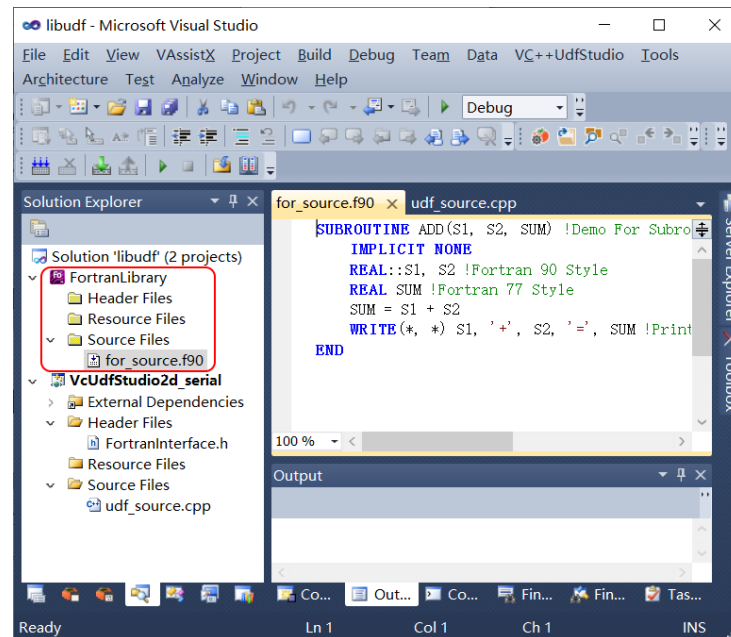 libudf - Microsoft Visual Studio
File Edit View VAssistX Project Build Debug Team Data VC++UdfStudio Tools
Architecture Test Analyze Window Help
Debug
Solution Explorer
for_source.f90 udf_source.cpp
Solution 'libudf' (2 projects)
FortranLibrary
Header Files
Resource Files
Source Files
for_source.f90
VcUdfStudio2d_serial
External Dependencies
Header Files
FortranInterface.h
Resource Files
Source Files
udf_source.cpp
SUBROUTINE ADD(S1, S2, SUM) !Demo For Subro
IMPLICIT NONE
REAL::S1, S2 !Fortran 90 Style
REAL SUM !Fortran 77 Style
SUM = S1 + S2
WRITE(*, *) S1, '+', S2, '=', SUM !Print
END
100 %
Output
Server Explorer
Toolbox
Co... Out... Co... Fin... Fin... Tas...
Ready Ln 1 Col 1 Ch 1 INS